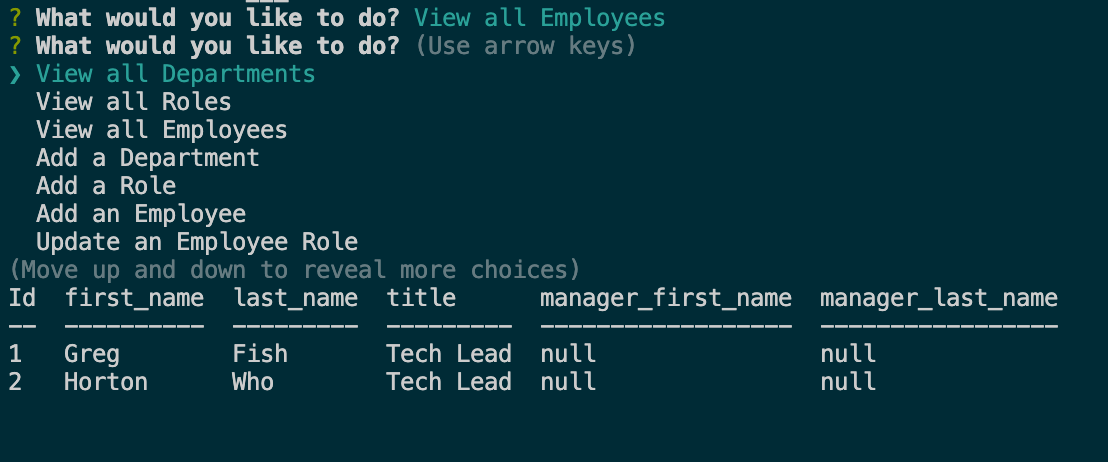 ? What would you like to do? View all Employees
? What would you like to do? (Use arrow keys)
❯ View all Departments
  View all Roles
  View all Employees
  Add a Department
  Add a Role
  Add an Employee
  Update an Employee Role
(Move up and down to reveal more choices)
Id  first_name  last_name  title      manager_first_name  manager_last_name
--  ----------  ---------  ---------  ------------------  -----------------
1   Greg        Fish       Tech Lead  null                null
2   Horton      Who        Tech Lead  null                null